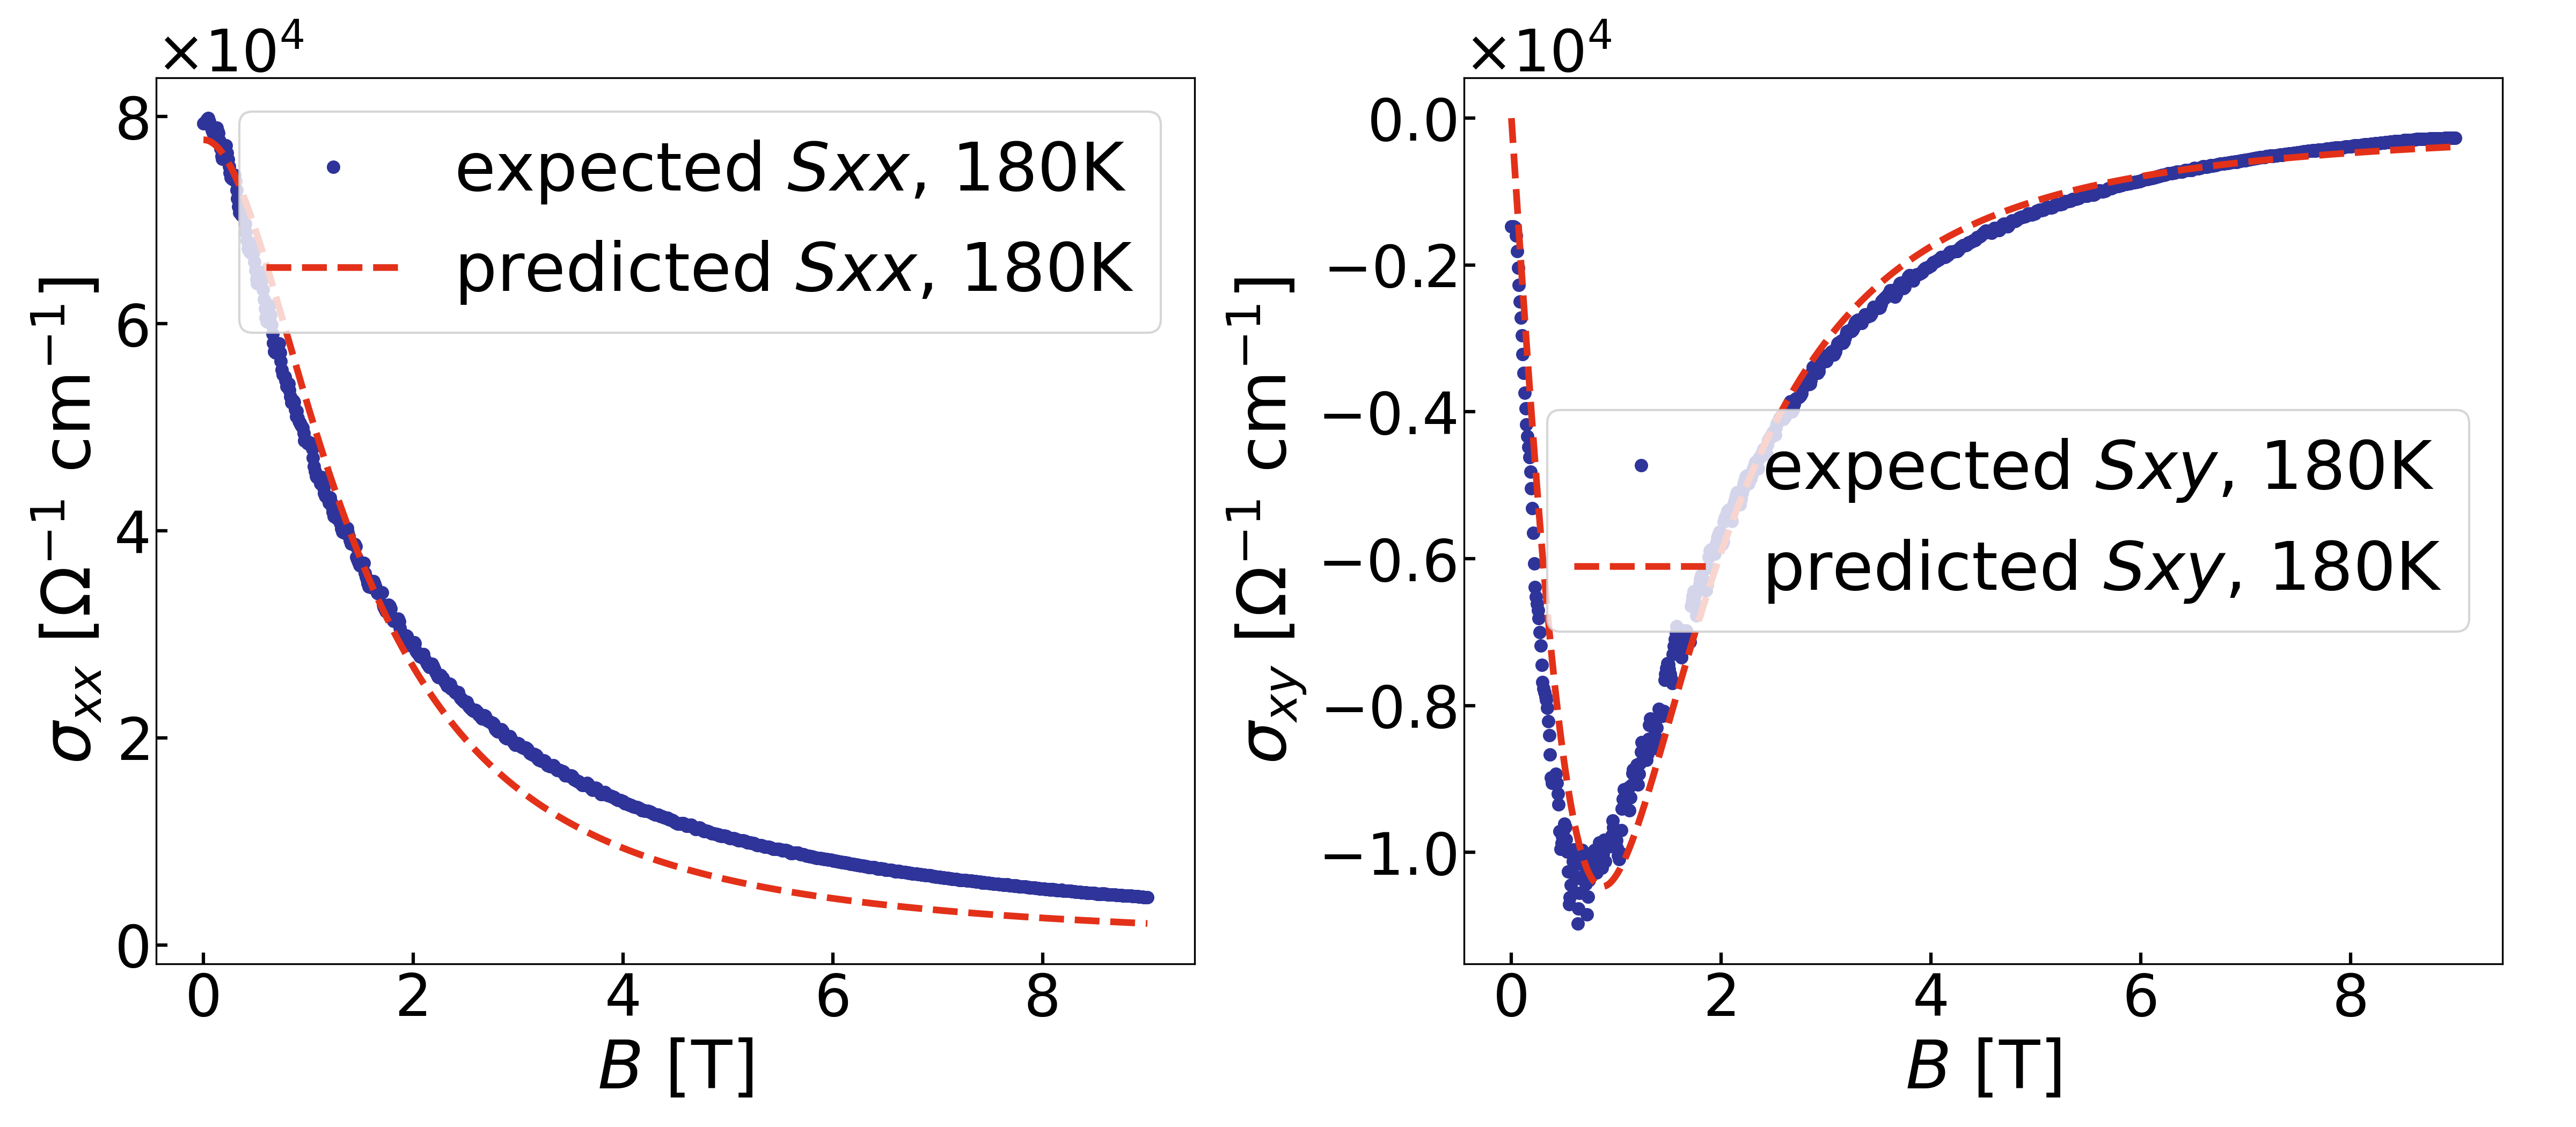 ×10⁴
8
6
4
2
0
σxx [Ω⁻¹ cm⁻¹]
expected Sxx, 180K
predicted Sxx, 180K
0 2 4 6 8
B [T]
×10⁴
0.0
−0.2
−0.4
−0.6
−0.8
−1.0
σxy [Ω⁻¹ cm⁻¹]
expected Sxy, 180K
predicted Sxy, 180K
0 2 4 6 8
B [T]